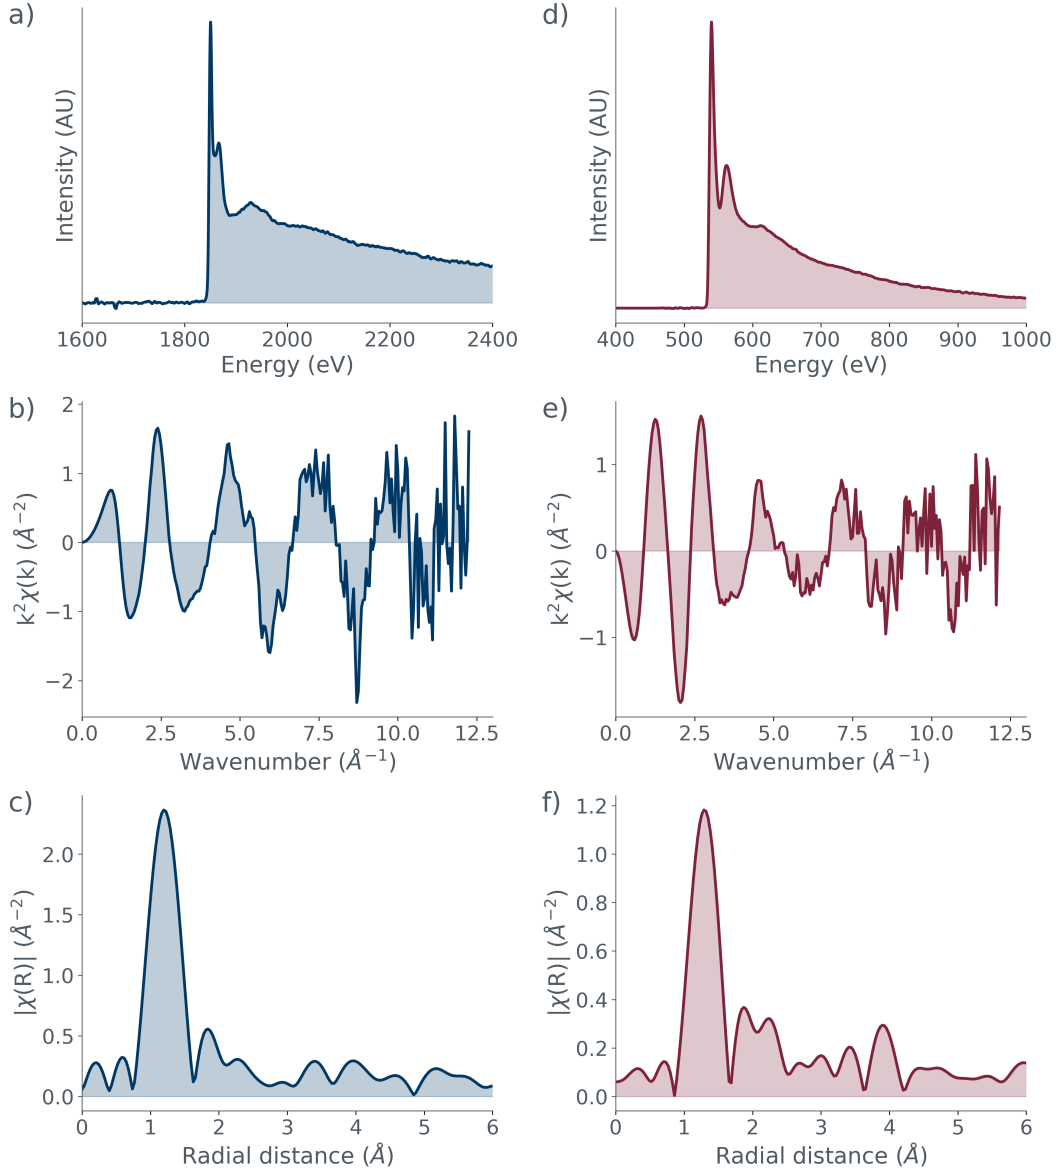 a)
Intensity (AU)
1600 1800 2000 2200 2400
Energy (eV)
d)
Intensity (AU)
400 500 600 700 800 900 1000
Energy (eV)
b)
k²χ(k) (Å⁻²)
2
1
0
−1
−2
0.0 2.5 5.0 7.5 10.0 12.5
Wavenumber (Å⁻¹)
e)
k²χ(k) (Å⁻²)
1
0
−1
0.0 2.5 5.0 7.5 10.0 12.5
Wavenumber (Å⁻¹)
c)
|χ(R)| (Å⁻²)
2.0
1.5
1.0
0.5
0.0
0 1 2 3 4 5 6
Radial distance (Å)
f)
|χ(R)| (Å⁻²)
1.2
1.0
0.8
0.6
0.4
0.2
0.0
0 1 2 3 4 5 6
Radial distance (Å)